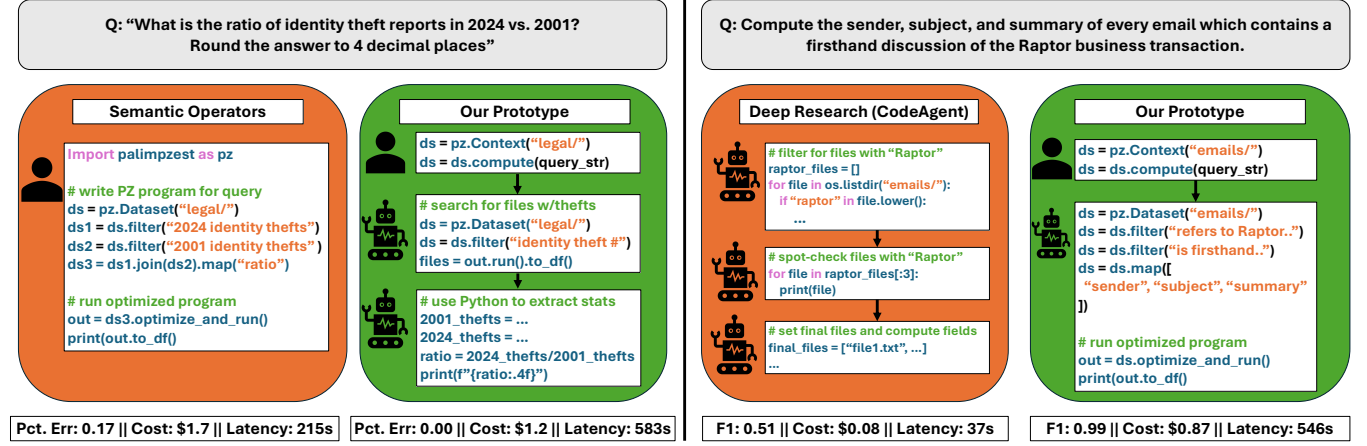 Q: “What is the ratio of identity theft reports in 2024 vs. 2001?
Round the answer to 4 decimal places”
Semantic Operators
Import palimpzest as pz
# write PZ program for query
ds = pz.Dataset(“legal/”)
ds1 = ds.filter(“2024 identity thefts”)
ds2 = ds.filter(“2001 identity thefts” )
ds3 = ds1.join(ds2).map(“ratio”)
# run optimized program
out = ds3.optimize_and_run()
print(out.to_df()
Pct. Err: 0.17 || Cost: $1.7 || Latency: 215s
Our Prototype
ds = pz.Context(“legal/”)
ds = ds.compute(query_str)
# search for files w/thefts
ds = pz.Dataset(“legal/”)
ds = ds.filter(“identity theft #”)
files = out.run().to_df()
# use Python to extract stats
2001_thefts = ...
2024_thefts = ...
ratio = 2024_thefts/2001_thefts
print(f”{ratio:.4f}”)
Pct. Err: 0.00 || Cost: $1.2 || Latency: 583s
Q: Compute the sender, subject, and summary of every email which contains a
firsthand discussion of the Raptor business transaction.
Deep Research (CodeAgent)
# filter for files with “Raptor”
raptor_files = []
for file in os.listdir(“emails/”):
if “raptor” in file.lower():
...
# spot-check files with “Raptor”
for file in raptor_files[:3]:
print(file)
# set final files and compute fields
final_files = [“file1.txt”, ...]
...
F1: 0.51 || Cost: $0.08 || Latency: 37s
Our Prototype
ds = pz.Context(“emails/”)
ds = ds.compute(query_str)
ds = pz.Dataset(“emails/”)
ds = ds.filter(“refers to Raptor..”)
ds = ds.filter(“is firsthand..”)
ds = ds.map([
“sender”, “subject”, “summary”
])
# run optimized program
out = ds.optimize_and_run()
print(out.to_df()
F1: 0.99 || Cost: $0.87 || Latency: 546s